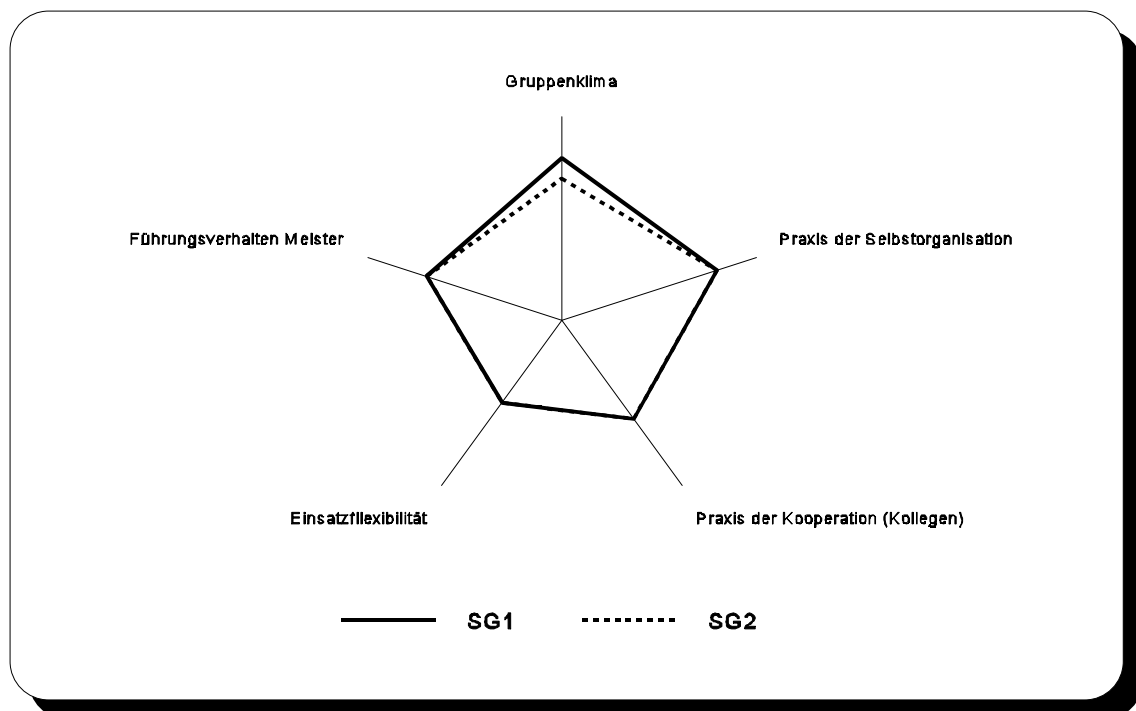 Gruppenklima
Führungsverhalten Meister
Praxis der Selbstorganisation
Einsatzflexibilität
Praxis der Kooperation (Kollegen)
SG1
SG2